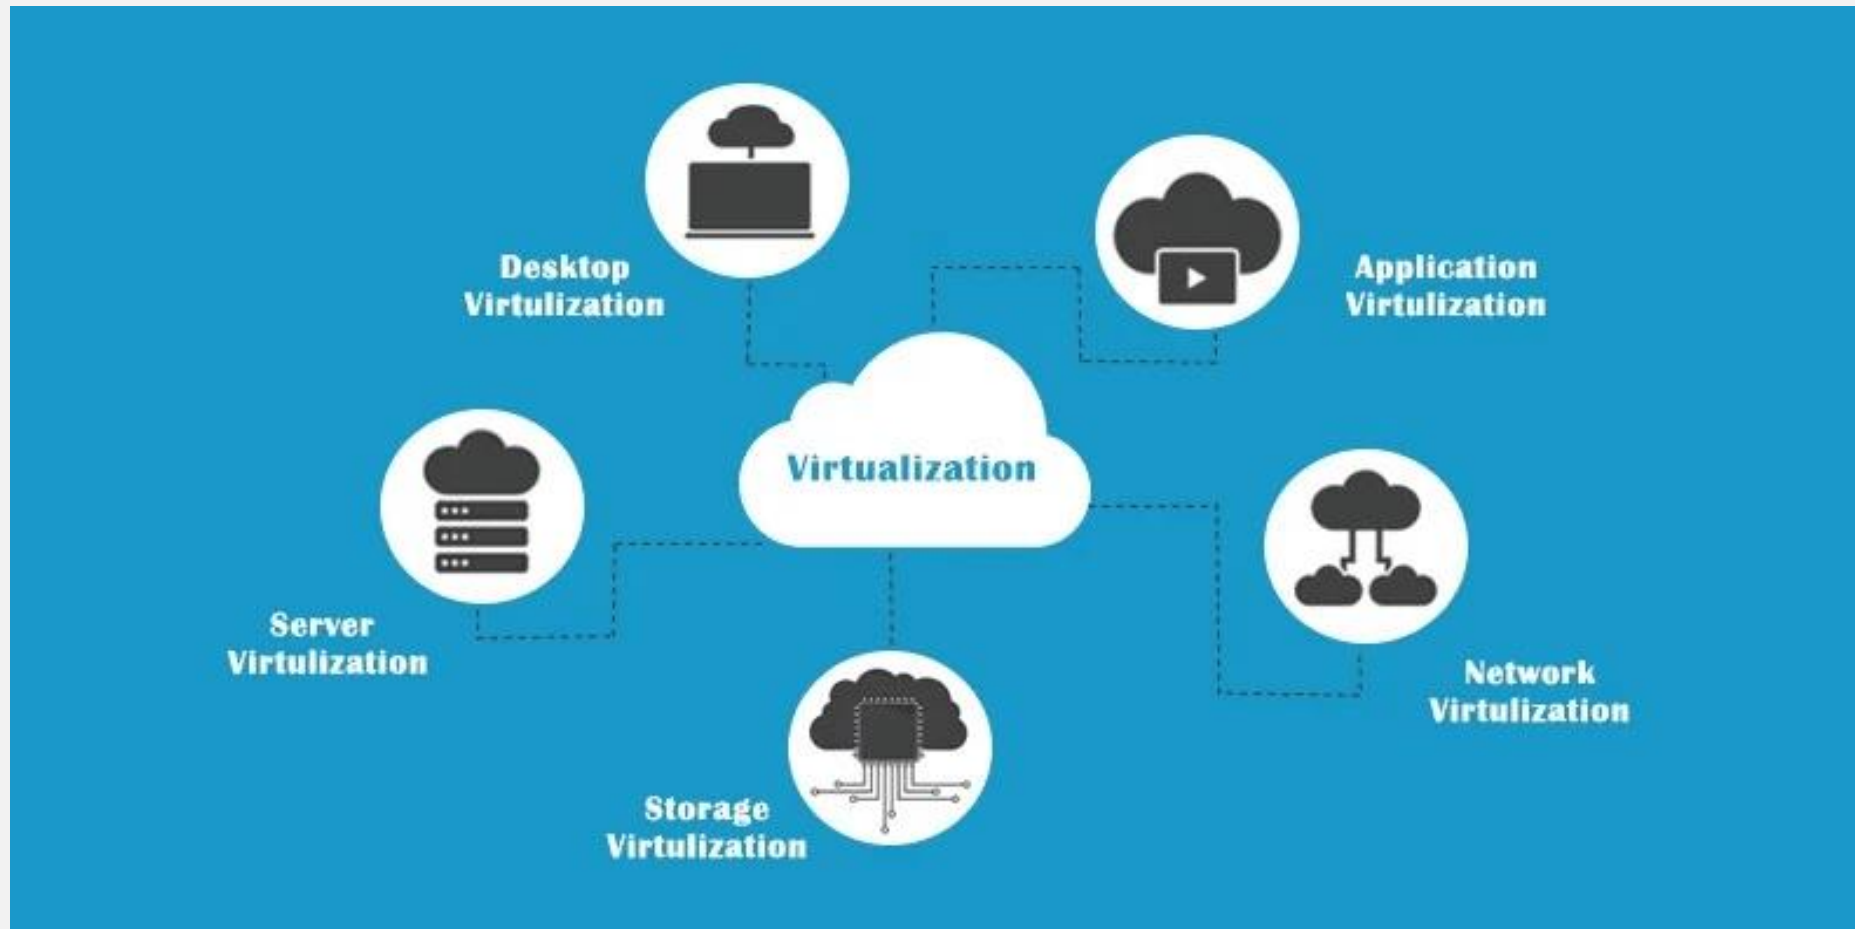 Desktop
Virtulization
Application
Virtulization
Virtualization
Server
Virtulization
Network
Virtulization
Storage
Virtulization